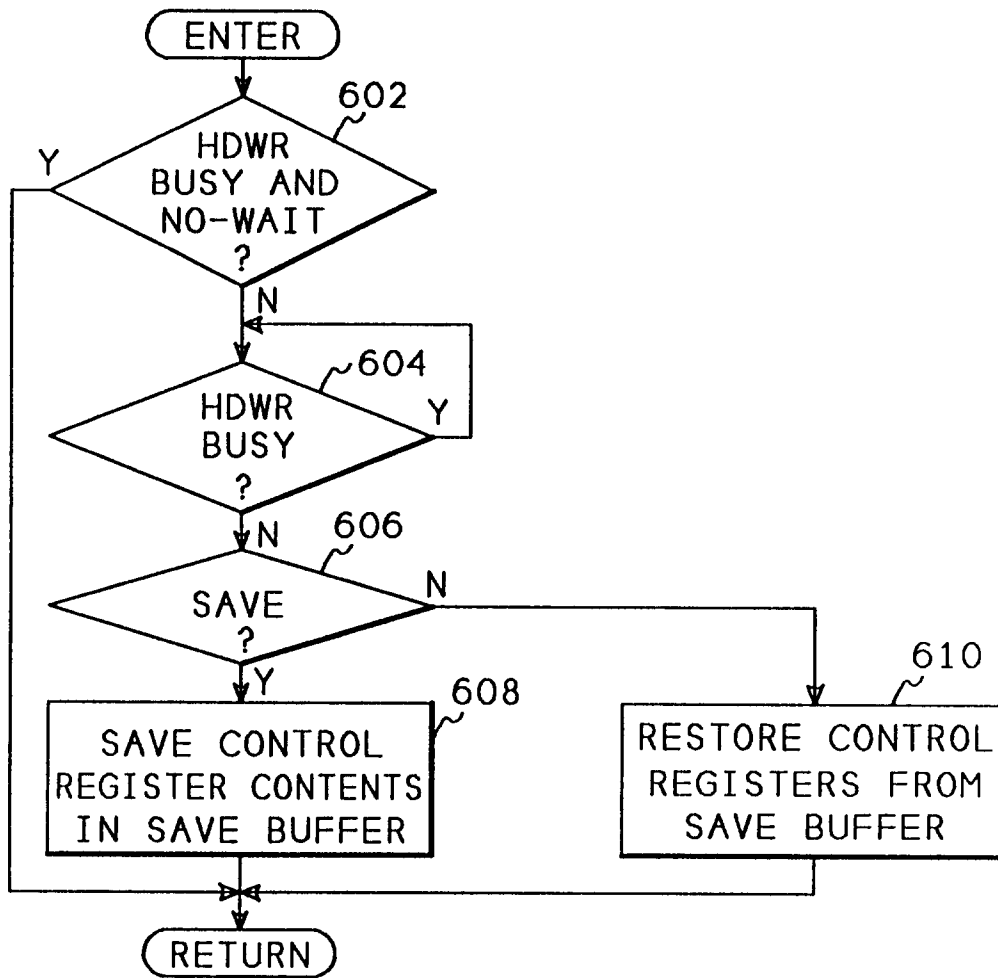 ENTER
602
Y
HDWR
BUSY AND
NO-WAIT
?
N
604
HDWR
BUSY
?
Y
N
606
SAVE
?
N
Y
608
SAVE CONTROL
REGISTER CONTENTS
IN SAVE BUFFER
610
RESTORE CONTROL
REGISTERS FROM
SAVE BUFFER
RETURN